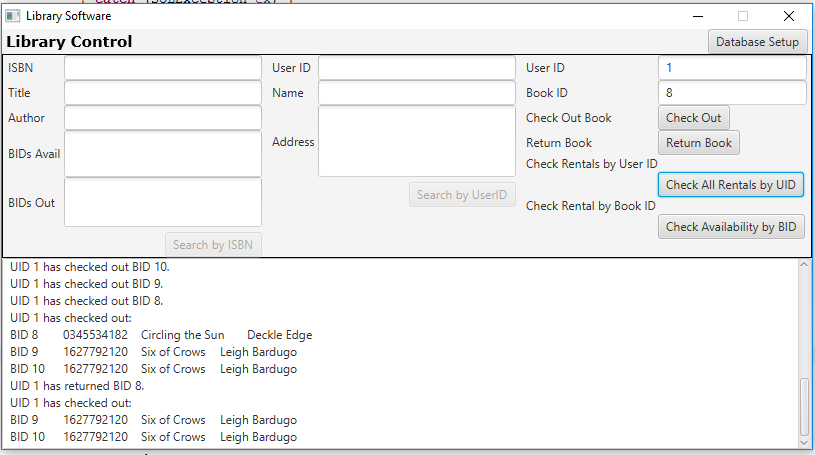 Library Software
Library Control
Database Setup
ISBN
Title
Author
BIDs Avail
BIDs Out
Search by ISBN
User ID
Name
Address
Search by UserID
User ID 1
Book ID 8
Check Out Book Check Out
Return Book Return Book
Check Rentals by User ID
Check All Rentals by UID
Check Rental by Book ID
Check Availability by BID
UID 1 has checked out BID 10.
UID 1 has checked out BID 9.
UID 1 has checked out BID 8.
UID 1 has checked out:
BID 8 0345534182 Circling the Sun Deckle Edge
BID 9 1627792120 Six of Crows Leigh Bardugo
BID 10 1627792120 Six of Crows Leigh Bardugo
UID 1 has returned BID 8.
UID 1 has checked out:
BID 9 1627792120 Six of Crows Leigh Bardugo
BID 10 1627792120 Six of Crows Leigh Bardugo